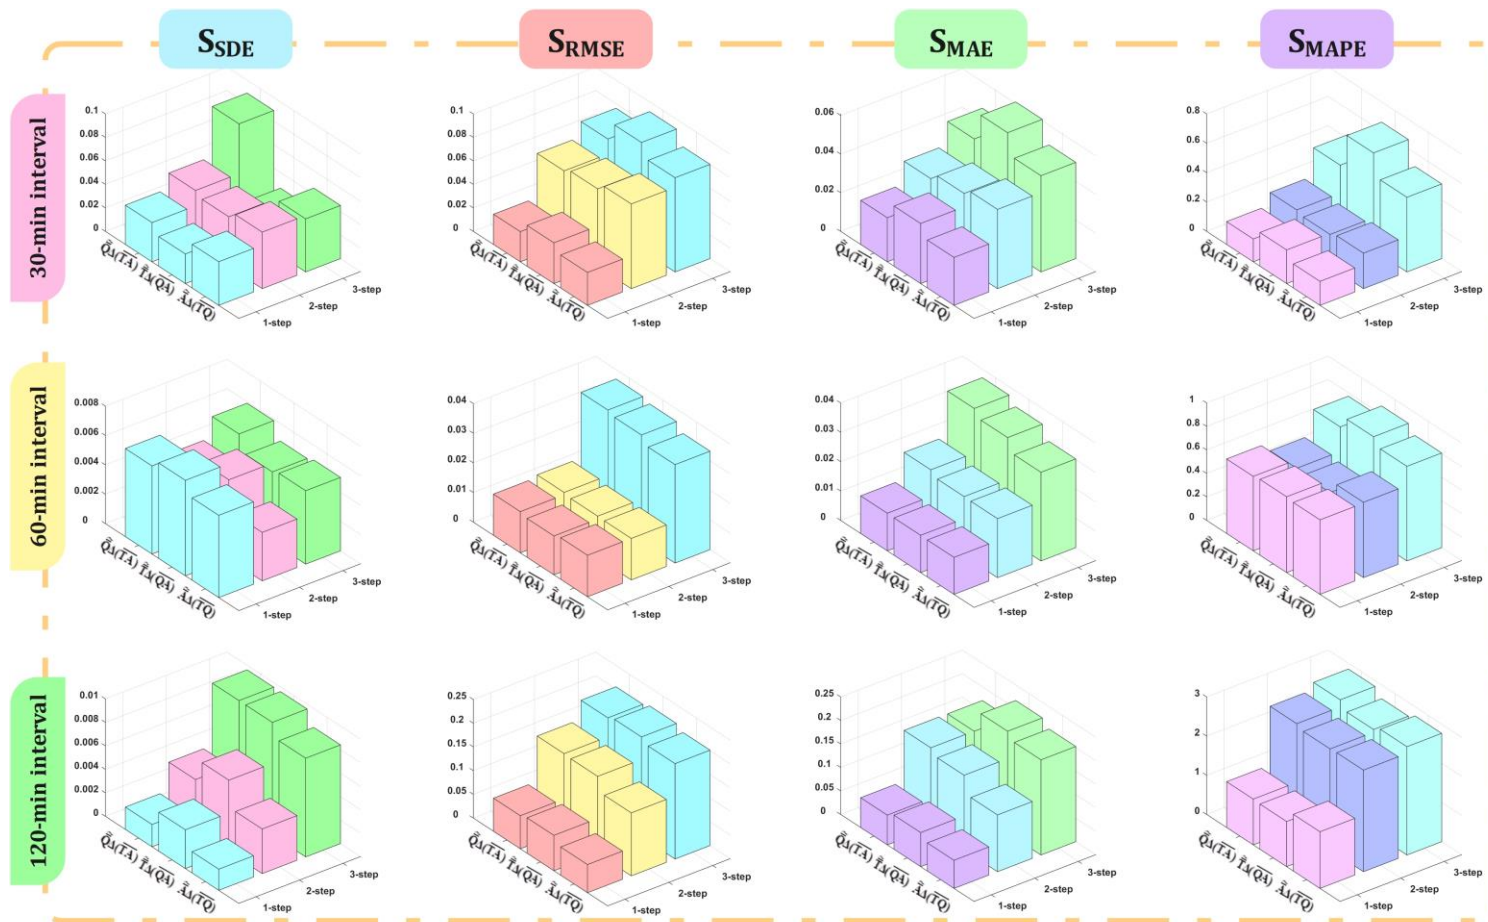 S_SDE S_RMSE S_MAE S_MAPE
30-min interval
0.1
0.08
0.06
0.04
0.02
0
1-step
2-step
3-step
0.1
0.08
0.06
0.04
0.02
0
1-step
2-step
3-step
0.06
0.04
0.02
0
1-step
2-step
3-step
0.8
0.6
0.4
0.2
0
1-step
2-step
3-step
60-min interval
0.008
0.006
0.004
0.002
0
1-step
2-step
3-step
0.04
0.03
0.02
0.01
0
1-step
2-step
3-step
0.04
0.03
0.02
0.01
0
1-step
2-step
3-step
1
0.8
0.6
0.4
0.2
0
1-step
2-step
3-step
120-min interval
0.01
0.008
0.006
0.004
0.002
0
1-step
2-step
3-step
0.25
0.2
0.15
0.1
0.05
0
1-step
2-step
3-step
0.25
0.2
0.15
0.1
0.05
0
1-step
2-step
3-step
3
2
1
0
1-step
2-step
3-step